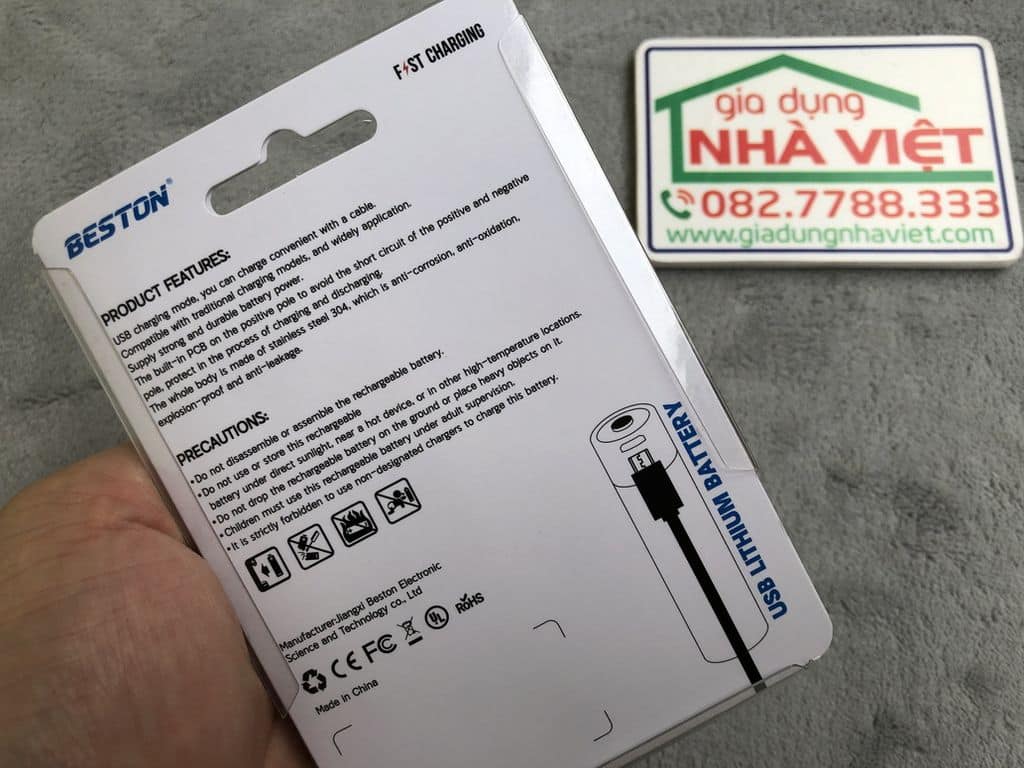 FAST CHARGING
BESTON®
PRODUCT FEATURES:
USB charging mode, you can charge convenient with a cable.
Compatible with traditional charging models, and widely application.
Supply strong and durable battery power.
The built-in PCB on the positive pole to avoid the short circuit of the positive and negative
pole, protect in the process of charging and discharging.
The whole body is made of stainless steel 304, which is anti-corrosion, anti-oxidation,
explosion-proof and anti-leakage.
PRECAUTIONS:
•Do not disassemble or assemble the rechargeable battery.
•Do not use or store this rechargeable
battery under direct sunlight, near a hot device, or in other high-temperature locations.
•Do not drop the rechargeable battery on the ground or place heavy objects on it.
•Children must use this rechargeable battery under adult supervision.
•It is strictly forbidden to use non-designated chargers to charge this battery.
Manufacturer:Jiangxi Beston Electronic
Science and Technology co. Ltd
CE FC UL RoHS
Made in China
USB LITHIUM BATTERY
gia dụng
NHÀ VIỆT
082.7788.333
www.giadungnhaviet.com